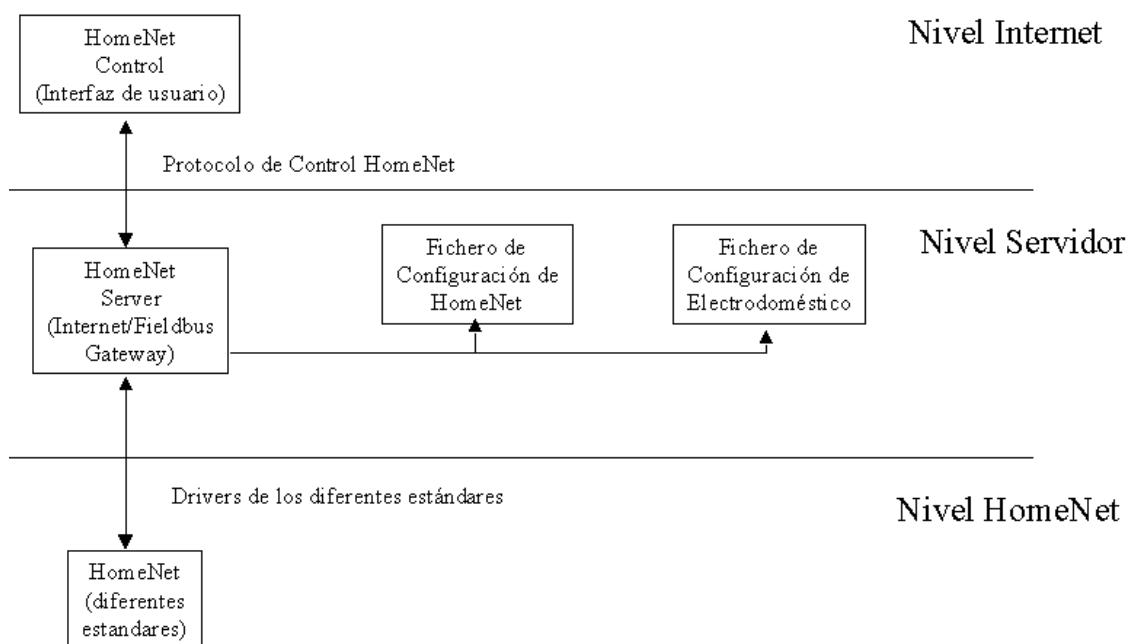 HomeNet
Control
(Interfaz de usuario)
Nivel Internet
Protocolo de Control HomeNet
Nivel Servidor
HomeNet
Server
(Internet/Fieldbus
Gateway)
Fichero de
Configuración de
HomeNet
Fichero de
Configuración de
Electrodoméstico
Drivers de los diferentes estándares
Nivel HomeNet
HomeNet
(diferentes
estandares)